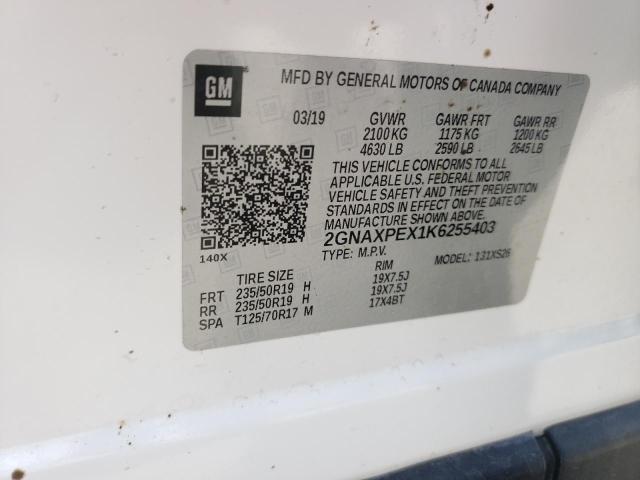 GM
MFD BY GENERAL MOTORS OF CANADA COMPANY
03/19 GVWR GAWR FRT GAWR RR
2100 KG 1175 KG 1200 KG
4630 LB 2590 LB 2645 LB
THIS VEHICLE CONFORMS TO ALL
APPLICABLE U.S. FEDERAL MOTOR
VEHICLE SAFETY AND THEFT PREVENTION
STANDARDS IN EFFECT ON THE DATE OF
MANUFACTURE SHOWN ABOVE.
2GNAXPEX1K6255403
140X TYPE: M.P.V. MODEL: 131XS26
TIRE SIZE RIM
FRT 235/50R19 H 19X7.5J
RR 235/50R19 H 19X7.5J
SPA T125/70R17 M 17X4BT